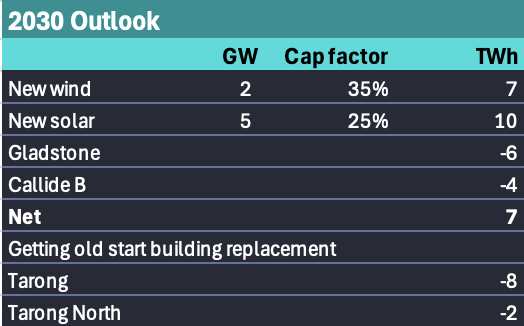 2030 Outlook
GW Cap factor TWh
New wind 2 35% 7
New solar 5 25% 10
Gladstone -6
Callide B -4
Net 7
Getting old start building replacement
Tarong -8
Tarong North -2